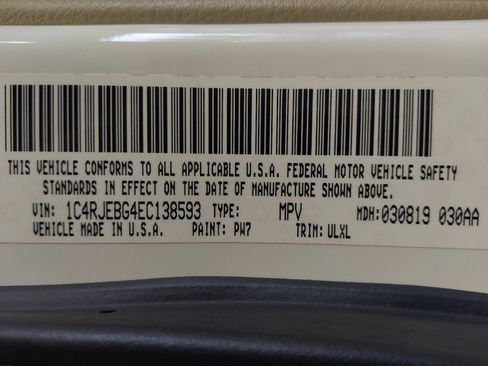 THIS VEHICLE CONFORMS TO ALL APPLICABLE U.S.A. FEDERAL MOTOR VEHICLE SAFETY
STANDARDS IN EFFECT ON THE DATE OF MANUFACTURE SHOWN ABOVE.
VIN: 1C4RJEBG4EC138593 TYPE: MPV MDH:030819 030AA
VEHICLE MADE IN U.S.A. PAINT: PW7 TRIM: ULXL